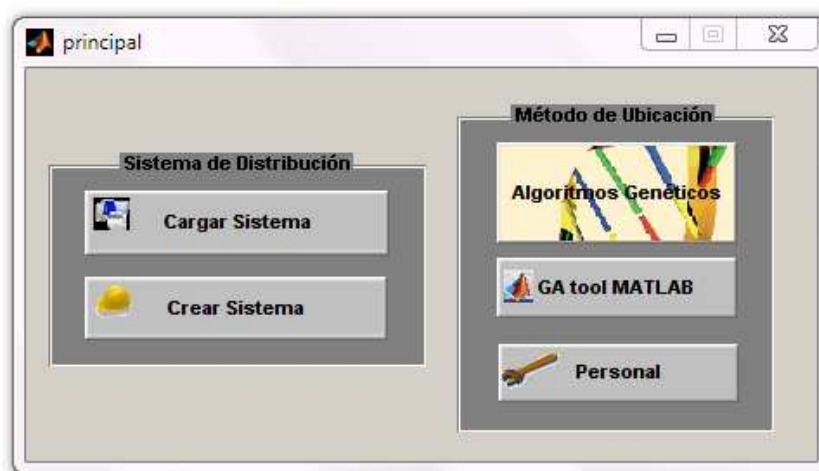 principal
Sistema de Distribución
Cargar Sistema
Crear Sistema
Método de Ubicación
Algoritmos Genéticos
GA tool MATLAB
Personal